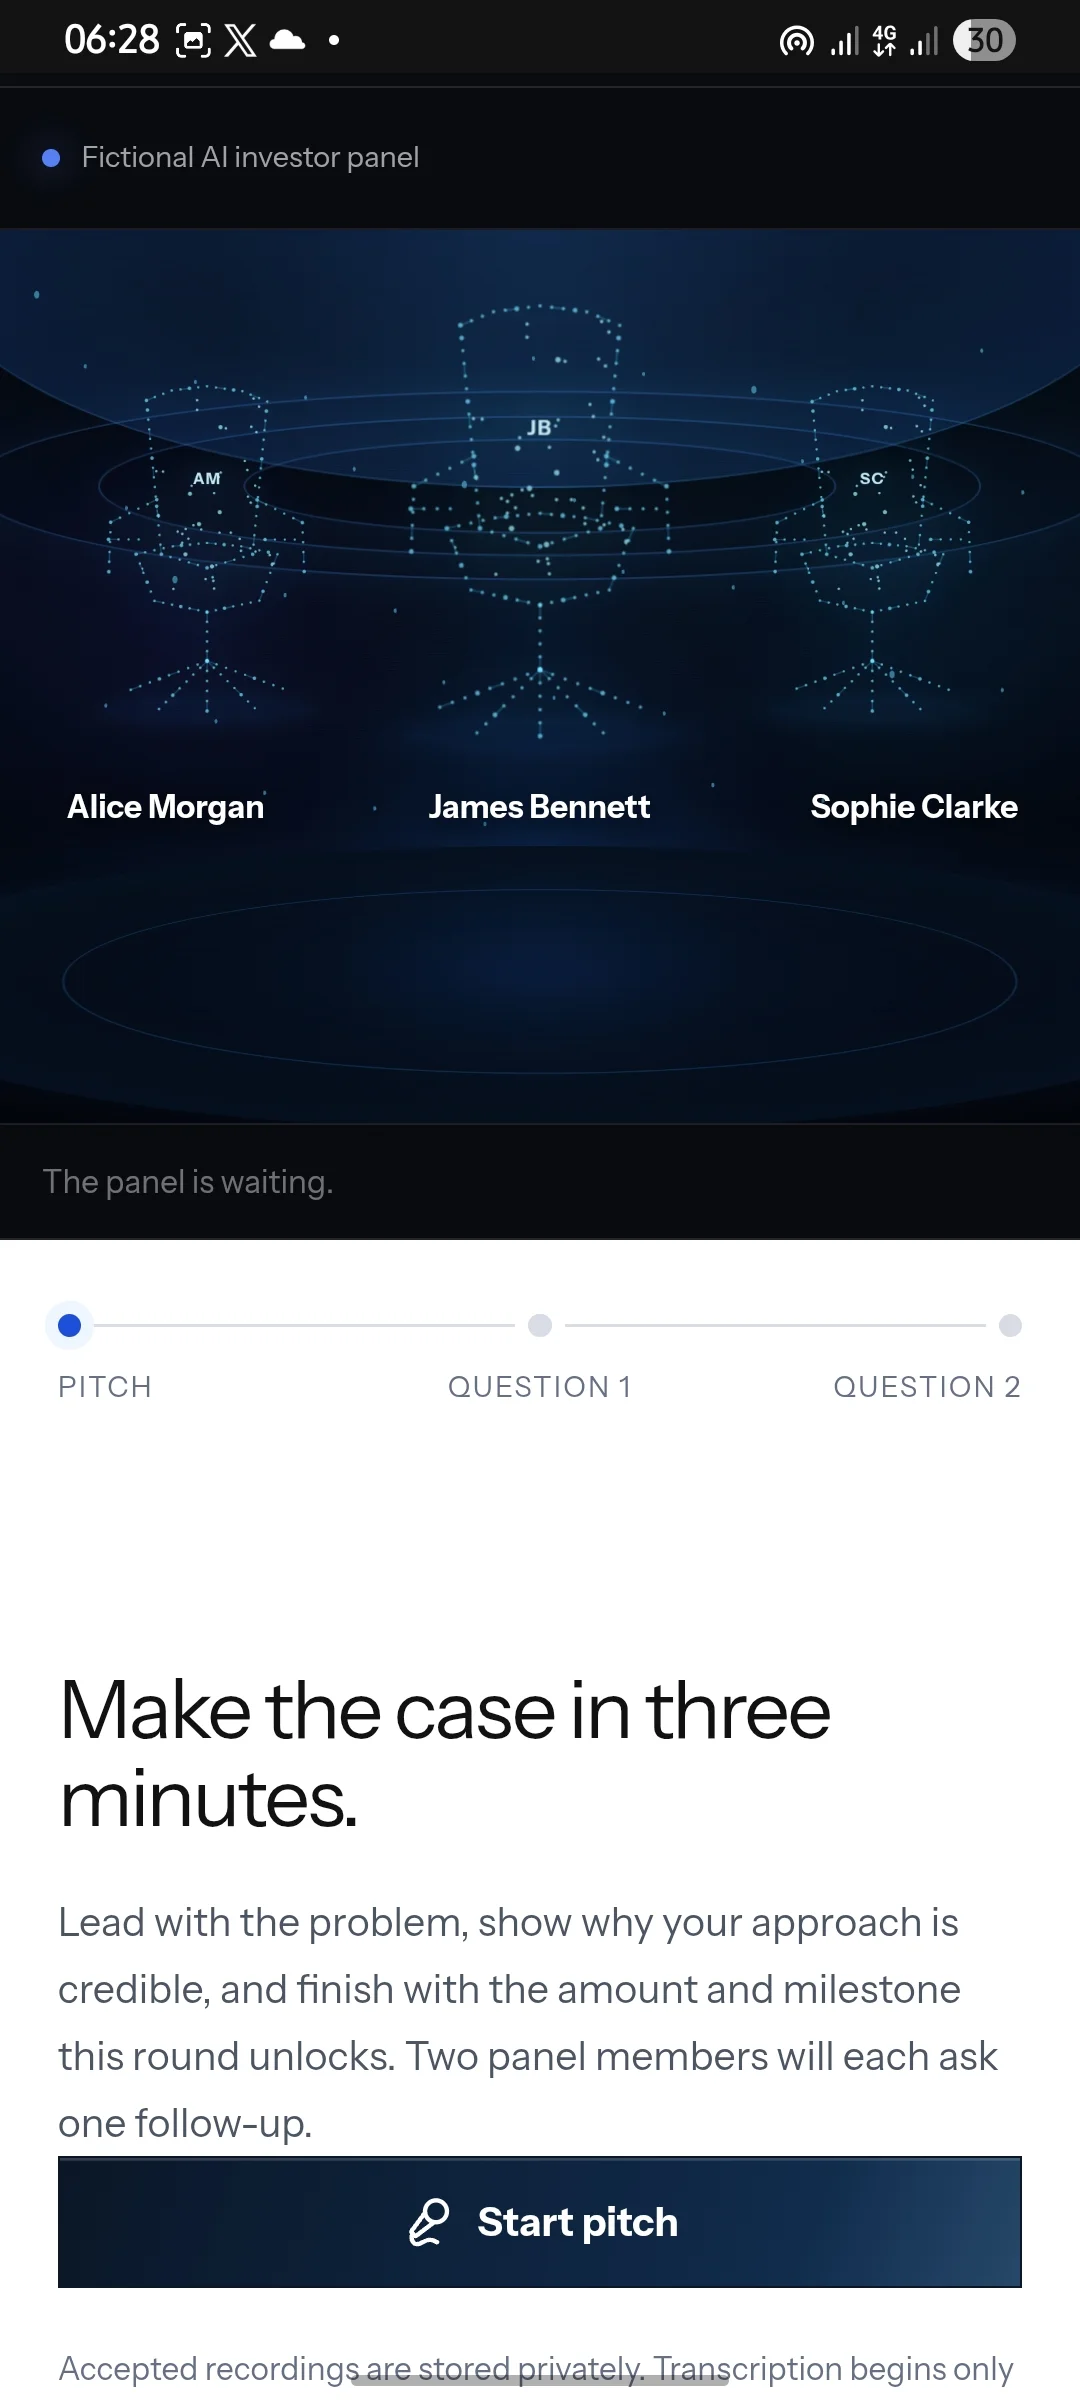 06:28
4G
30
Fictional AI investor panel
JB
AM
SC
Alice Morgan
James Bennett
Sophie Clarke
The panel is waiting.
PITCH
QUESTION 1
QUESTION 2
Make the case in three
minutes.
Lead with the problem, show why your approach is
credible, and finish with the amount and milestone
this round unlocks. Two panel members will each ask
one follow-up.
Start pitch
Accepted recordings are stored privately. Transcription begins only